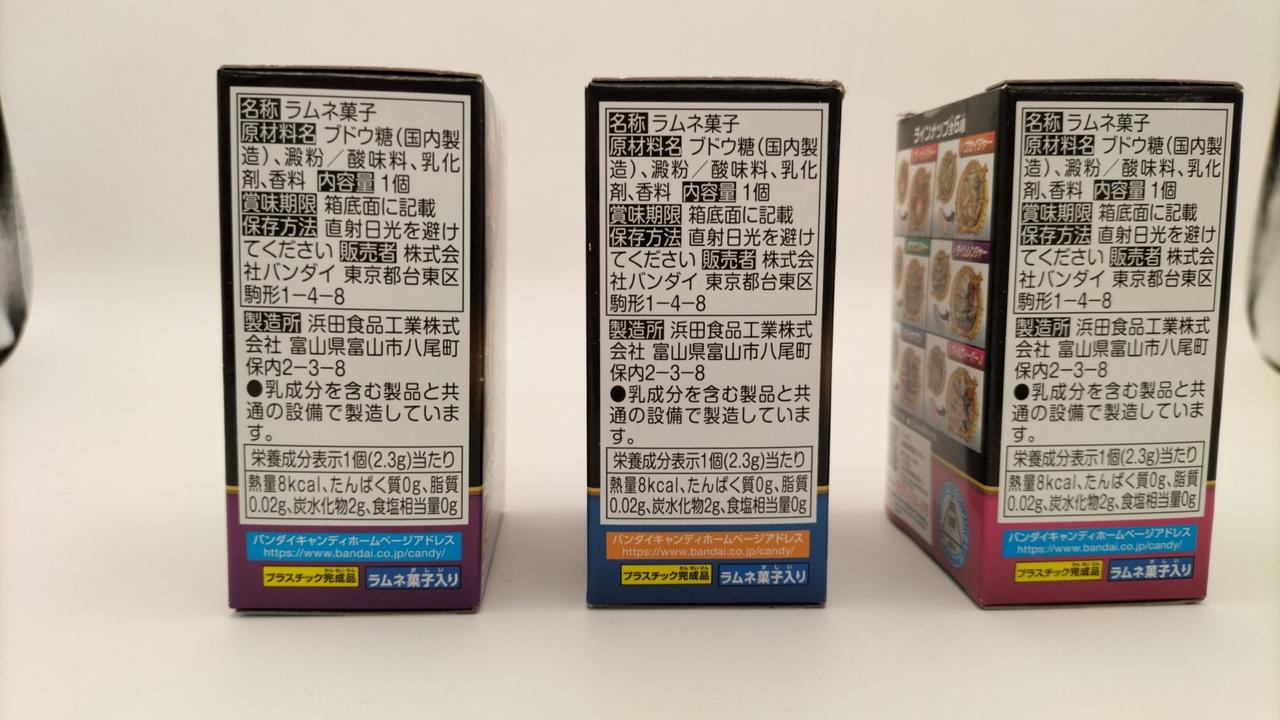 名称 ラムネ菓子
原材料名 ブドウ糖(国内製
造)、澱粉／酸味料、乳化
剤、香料 内容量 1個
賞味期限 箱底面に記載
保存方法 直射日光を避け
てください 販売者 株式会
社バンダイ 東京都台東区
駒形1−4−8
製造所 浜田食品工業株式
会社 富山県富山市八尾町
保内2−3−8
●乳成分を含む製品と共
通の設備で製造していま
す。
栄養成分表示1個(2.3g)当たり
熱量8kcal、たんぱく質0g、脂質
0.02g、炭水化物2g、食塩相当量0g
バンダイキャンディホームページアドレス
https://www.bandai.co.jp/candy/
プラスチック完成品 ラムネ菓子入り
名称 ラムネ菓子
原材料名 ブドウ糖(国内製
造)、澱粉／酸味料、乳化
剤、香料 内容量 1個
賞味期限 箱底面に記載
保存方法 直射日光を避け
てください 販売者 株式会
社バンダイ 東京都台東区
駒形1−4−8
製造所 浜田食品工業株式
会社 富山県富山市八尾町
保内2−3−8
●乳成分を含む製品と共
通の設備で製造していま
す。
栄養成分表示1個(2.3g)当たり
熱量8kcal、たんぱく質0g、脂質
0.02g、炭水化物2g、食塩相当量0g
バンダイキャンディホームページアドレス
https://www.bandai.co.jp/candy/
プラスチック完成品 ラムネ菓子入り
ラインナップ全6種
名称 ラムネ菓子
原材料名 ブドウ糖(国内製
造)、澱粉／酸味料、乳化
剤、香料 内容量 1個
賞味期限 箱底面に記載
保存方法 直射日光を避け
てください 販売者 株式会
社バンダイ 東京都台東区
駒形1−4−8
製造所 浜田食品工業株式
会社 富山県富山市八尾町
保内2−3−8
●乳成分を含む製品と共
通の設備で製造していま
す。
栄養成分表示1個(2.3g)当たり
熱量8kcal、たんぱく質0g、脂質
0.02g、炭水化物2g、食塩相当量0g
バンダイキャンディホームページアドレス
https://www.bandai.co.jp/candy/
プラスチック完成品 ラムネ菓子入り